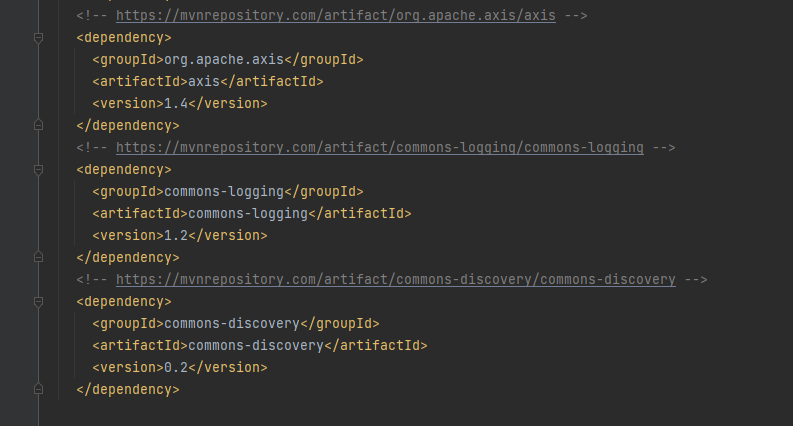 <!-- https://mvnrepository.com/artifact/org.apache.axis/axis -->
<dependency>
<groupId>org.apache.axis</groupId>
<artifactId>axis</artifactId>
<version>1.4</version>
</dependency>
<!-- https://mvnrepository.com/artifact/commons-logging/commons-logging -->
<dependency>
<groupId>commons-logging</groupId>
<artifactId>commons-logging</artifactId>
<version>1.2</version>
</dependency>
<!-- https://mvnrepository.com/artifact/commons-discovery/commons-discovery -->
<dependency>
<groupId>commons-discovery</groupId>
<artifactId>commons-discovery</artifactId>
<version>0.2</version>
</dependency>